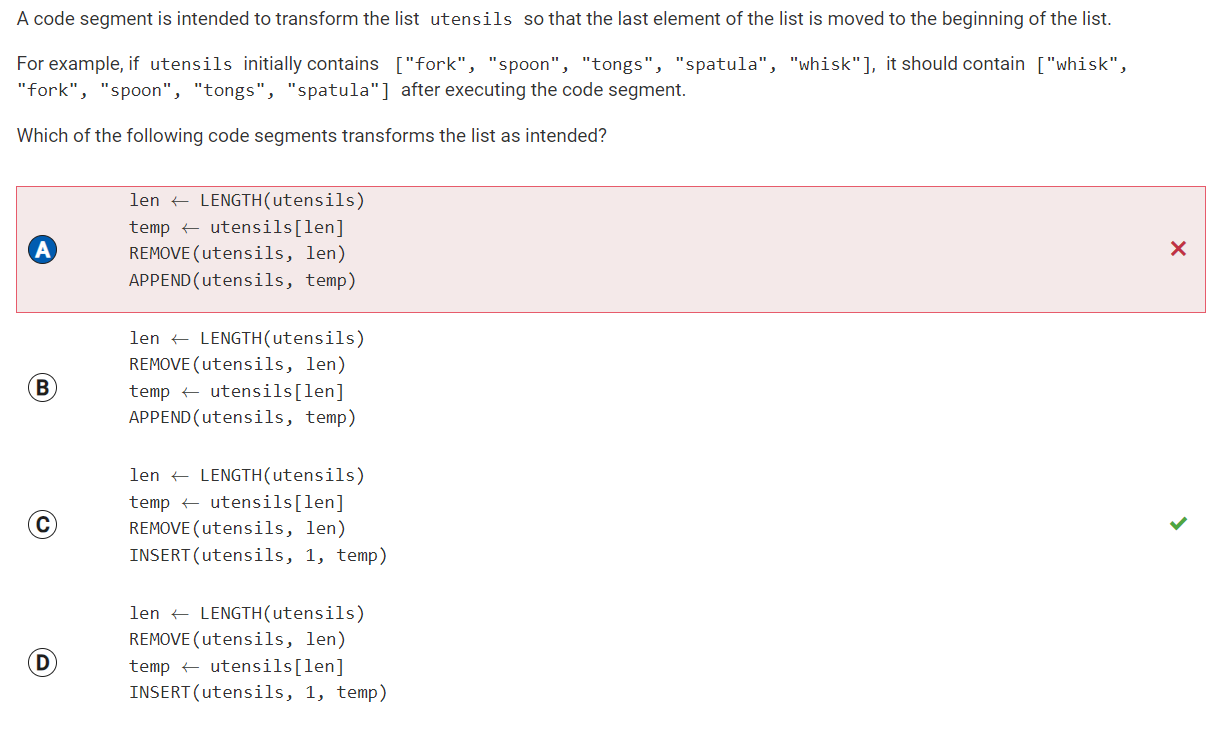 A code segment is intended to transform the list utensils so that the last element of the list is moved to the beginning of the list.
For example, if utensils initially contains ["fork", "spoon", "tongs", "spatula", "whisk"], it should contain ["whisk",
"fork", "spoon", "tongs", "spatula"] after executing the code segment.
Which of the following code segments transforms the list as intended?
len ← LENGTH(utensils)
temp ← utensils[len]
A
REMOVE(utensils, len)
APPEND(utensils, temp)
len ← LENGTH(utensils)
REMOVE(utensils, len)
B
temp ← utensils[len]
APPEND(utensils, temp)
len ← LENGTH(utensils)
temp ← utensils[len]
C
REMOVE(utensils, len)
INSERT(utensils, 1, temp)
len ← LENGTH(utensils)
REMOVE(utensils, len)
D
temp ← utensils[len]
INSERT(utensils, 1, temp)